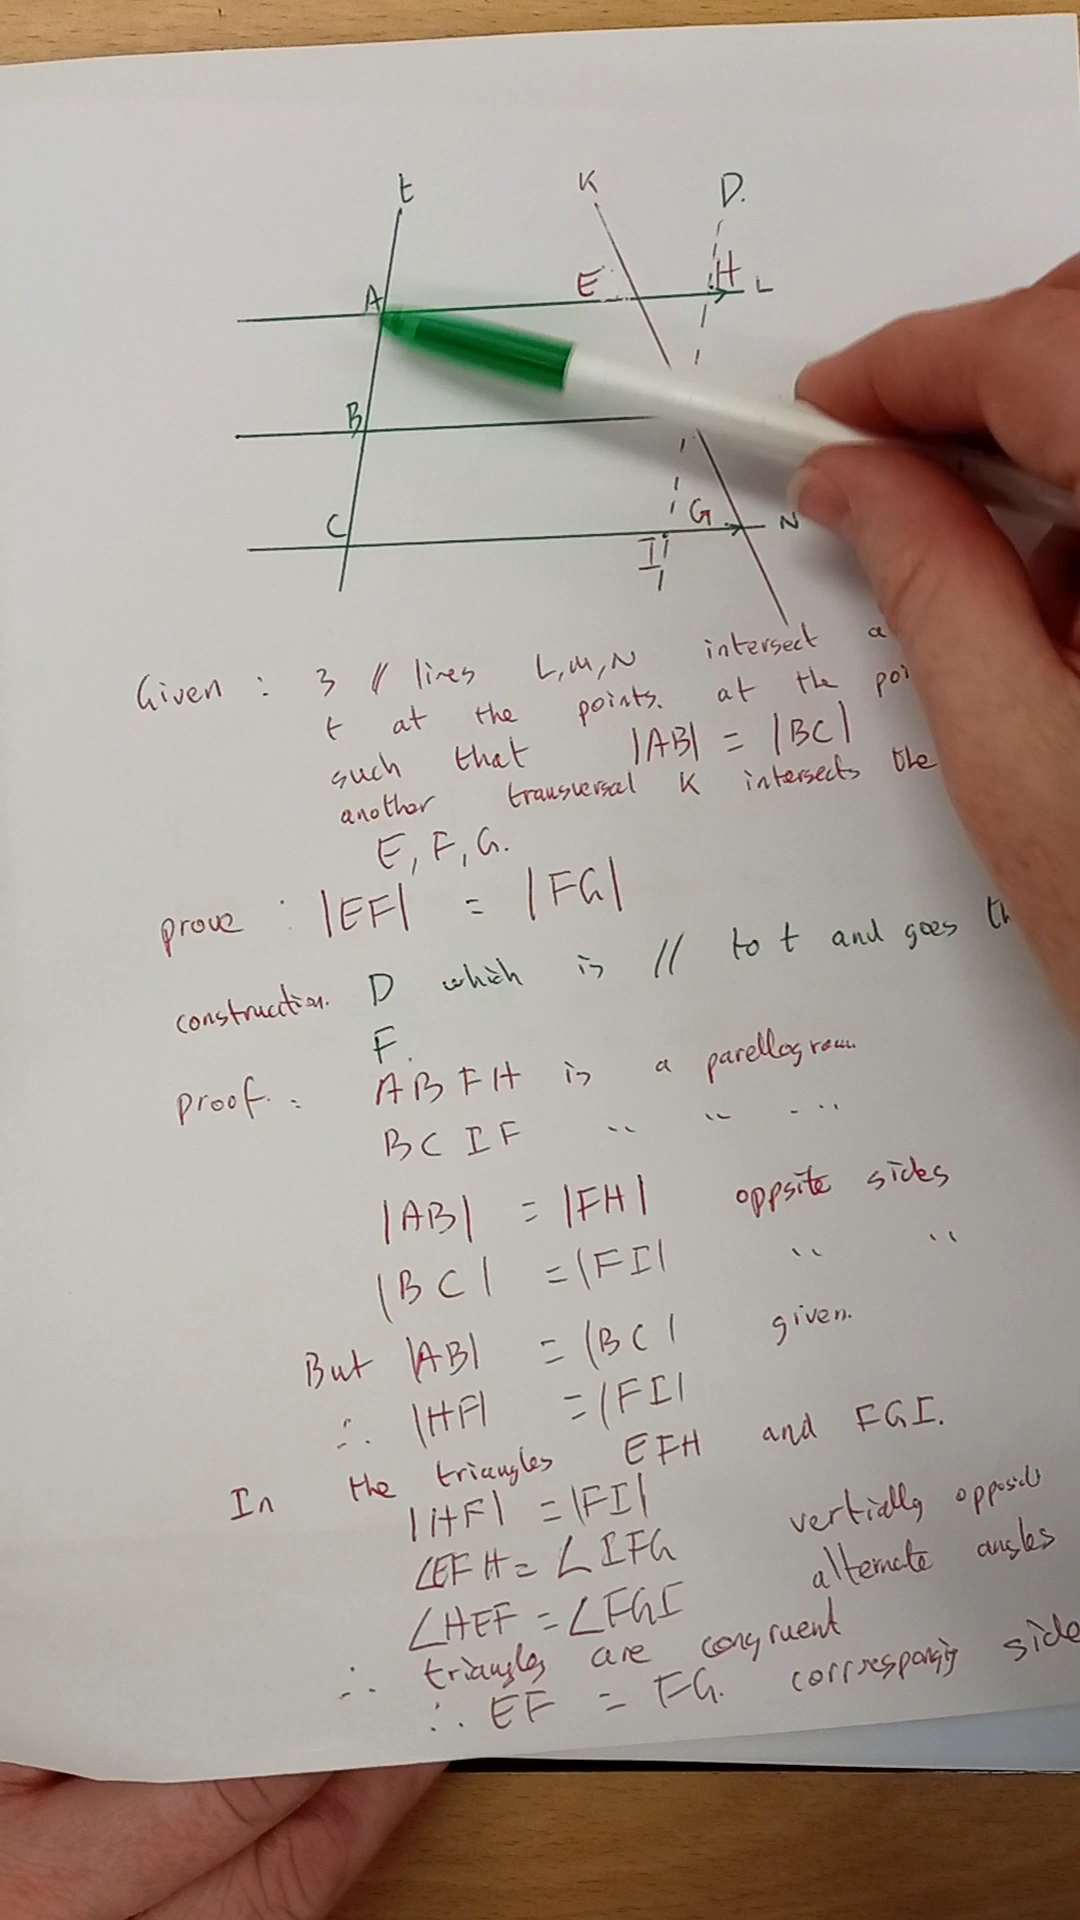 t K D.
A E H L
B
C G N
I
Given : 3 // lines L,M,N intersect a
t at the points. at the poi
such that |AB| = |BC|
another transversal K intersects the
E, F, G.
prove : |EF| = |FG|
construction. D which is // to t and goes th
F.
proof. : ABFH is a parellogram.
BCIF " " "
|AB| = |FH| oppsite sides
|BC| = |FI| " "
But |AB| = |BC| given.
∴ |HF| = |FI|
In the triangles EFH and FGI.
|HF| = |FI|
∠EFH = ∠IFG vertially opposi
∠HEF = ∠FGI alternate angles
∴ triangles are congruent
∴ EF = FG. side